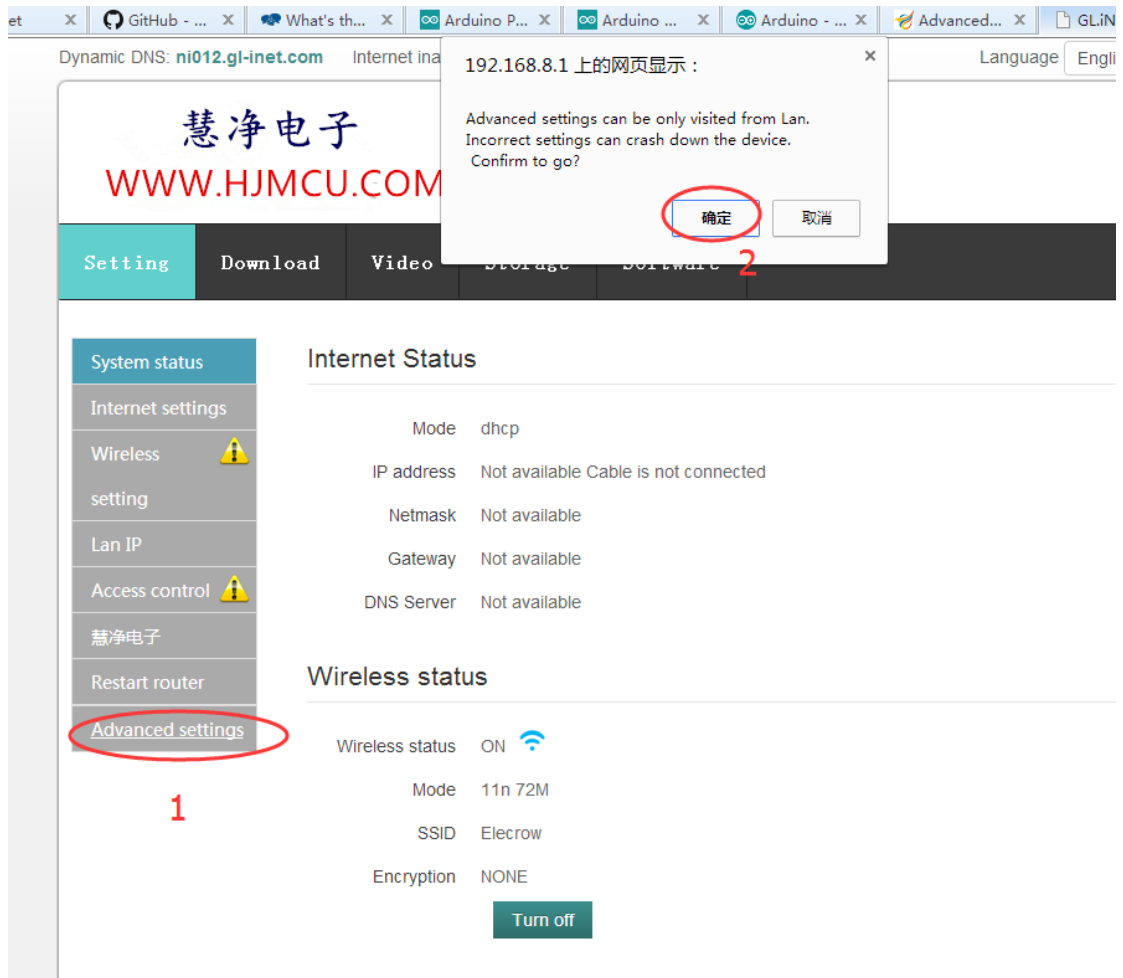 et
GitHub - ...
What's th...
Arduino P...
Arduino ...
Arduino - ...
Advanced...
GL.iN
Dynamic DNS: ni012.gl-inet.com
Internet ina
Language
Engli
192.168.8.1 上的网页显示：
Advanced settings can be only visited from Lan.
Incorrect settings can crash down the device.
Confirm to go?
确定
取消
2
慧净电子
WWW.HJMCU.COM
Setting
Download
Video
Storage
Software
System status
Internet settings
Wireless
setting
Lan IP
Access control
慧净电子
Restart router
Advanced settings
1
Internet Status
Mode dhcp
IP address Not available Cable is not connected
Netmask Not available
Gateway Not available
DNS Server Not available
Wireless status
Wireless status ON
Mode 11n 72M
SSID Elecrow
Encryption NONE
Turn off